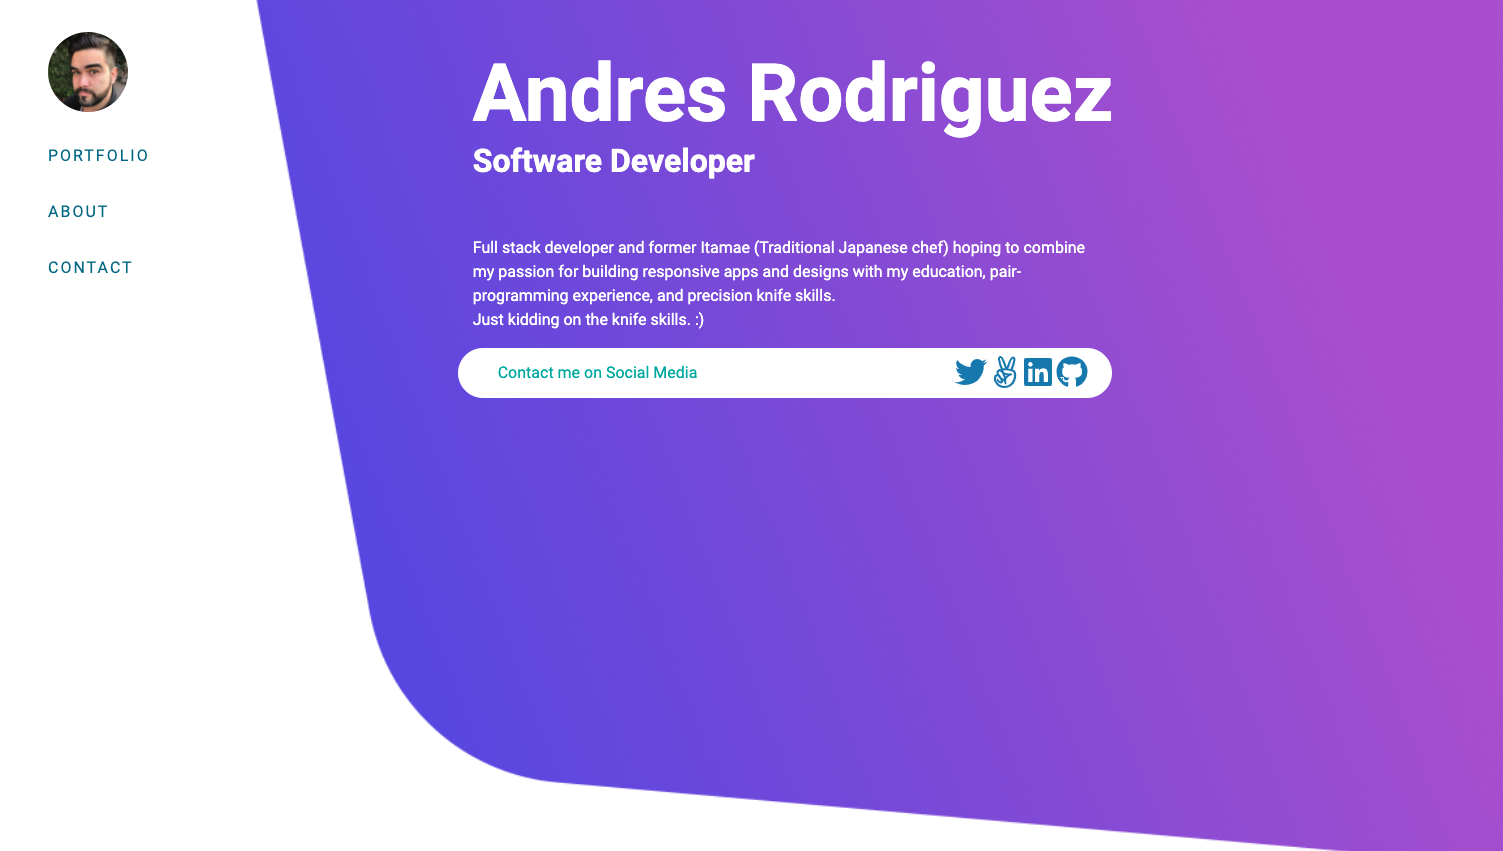 PORTFOLIO
ABOUT
CONTACT
Andres Rodriguez
Software Developer
Full stack developer and former Itamae (Traditional Japanese chef) hoping to combine
my passion for building responsive apps and designs with my education, pair-
programming experience, and precision knife skills.
Just kidding on the knife skills. :)
Contact me on Social Media